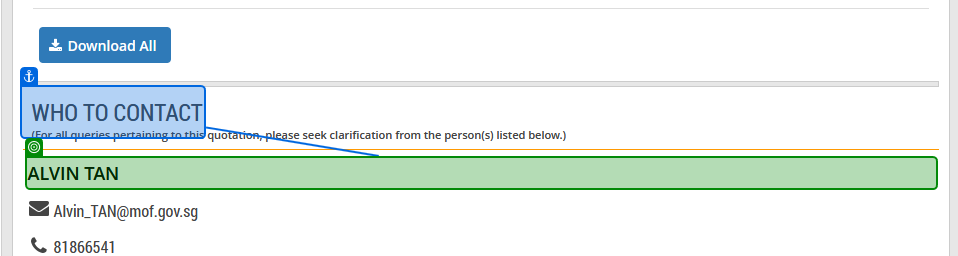 Download All
WHO TO CONTACT
(For all queries pertaining to this quotation, please seek clarification from the person(s) listed below.)
ALVIN TAN
Alvin_TAN@mof.gov.sg
81866541